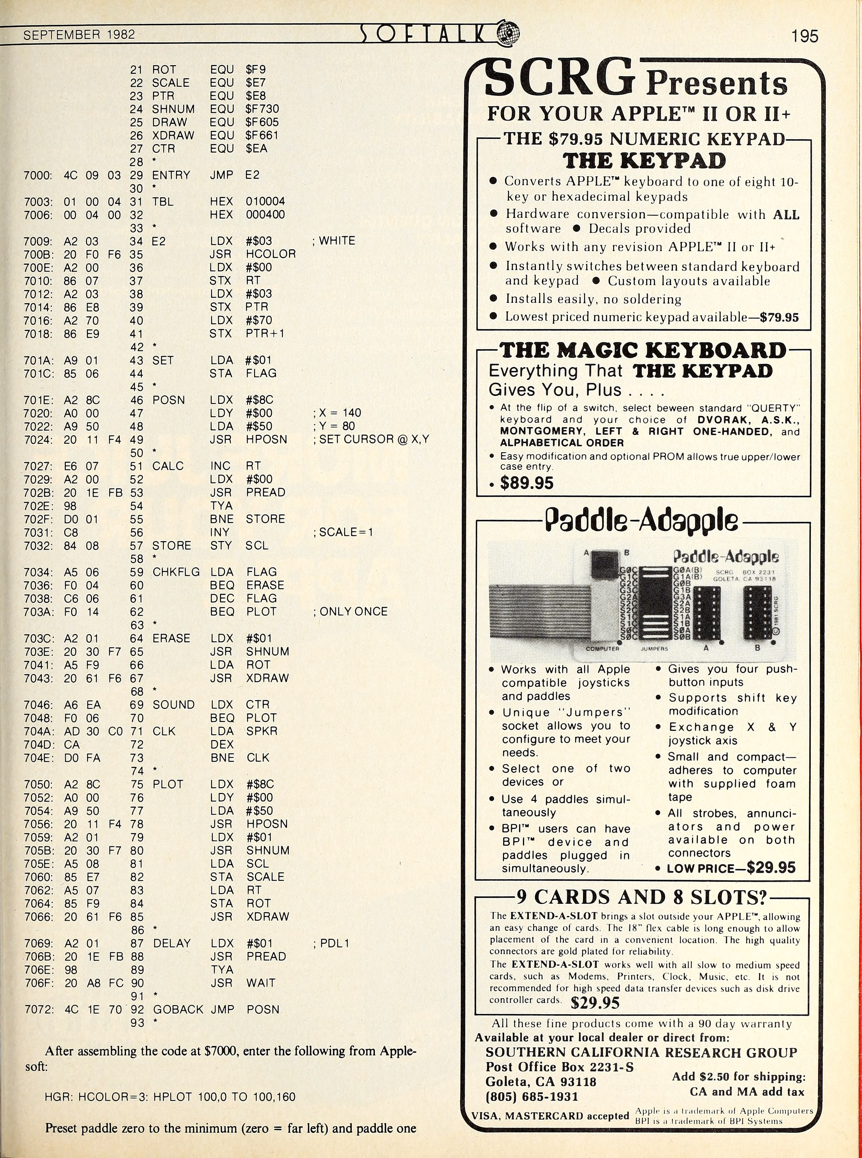 SEPTEMBER 1982
SOFTALK
195
21 ROT EQU $F9
22 SCALE EQU $E7
23 PTR EQU $E8
24 SHNUM EQU $F730
25 DRAW EQU $F605
26 XDRAW EQU $F661
27 CTR EQU $EA
28 *
7000: 4C 09 03 29 ENTRY JMP E2
30 *
7003: 01 00 04 31 TBL HEX 010004
7006: 00 04 00 32 HEX 000400
33 *
7009: A2 03 34 E2 LDX #$03 ; WHITE
700B: 20 F0 F6 35 JSR HCOLOR
700E: A2 00 36 LDX #$00
7010: 86 07 37 STX RT
7012: A2 03 38 LDX #$03
7014: 86 E8 39 STX PTR
7016: A2 70 40 LDX #$70
7018: 86 E9 41 STX PTR+1
42 *
701A: A9 01 43 SET LDA #$01
701C: 85 06 44 STA FLAG
45 *
701E: A2 8C 46 POSN LDX #$8C
7020: A0 00 47 LDY #$00 ; X = 140
7022: A9 50 48 LDA #$50 ; Y = 80
7024: 20 11 F4 49 JSR HPOSN ; SET CURSOR @ X,Y
50 *
7027: E6 07 51 CALC INC RT
7029: A2 00 52 LDX #$00
702B: 20 1E FB 53 JSR PREAD
702E: 98 54 TYA
702F: D0 01 55 BNE STORE
7031: C8 56 INY ; SCALE=1
7032: 84 08 57 STORE STY SCL
58 *
7034: A5 06 59 CHKFLG LDA FLAG
7036: F0 04 60 BEQ ERASE
7038: C6 06 61 DEC FLAG
703A: F0 14 62 BEQ PLOT ; ONLY ONCE
63 *
703C: A2 01 64 ERASE LDX #$01
703E: 20 30 F7 65 JSR SHNUM
7041: A5 F9 66 LDA ROT
7043: 20 61 F6 67 JSR XDRAW
68 *
7046: A6 EA 69 SOUND LDX CTR
7048: F0 06 70 BEQ PLOT
704A: AD 30 C0 71 CLK LDA SPKR
704D: CA 72 DEX
704E: D0 FA 73 BNE CLK
74 *
7050: A2 8C 75 PLOT LDX #$8C
7052: A0 00 76 LDY #$00
7054: A9 50 77 LDA #$50
7056: 20 11 F4 78 JSR HPOSN
7059: A2 01 79 LDX #$01
705B: 20 30 F7 80 JSR SHNUM
705E: A5 08 81 LDA SCL
7060: 85 E7 82 STA SCALE
7062: A5 07 83 LDA RT
7064: 85 F9 84 STA ROT
7066: 20 61 F6 85 JSR XDRAW
86 *
7069: A2 01 87 DELAY LDX #$01 ; PDL1
706B: 20 1E FB 88 JSR PREAD
706E: 98 89 TYA
706F: 20 A8 FC 90 JSR WAIT
91 *
7072: 4C 1E 70 92 GOBACK JMP POSN
93 *
After assembling the code at $7000, enter the following from Apple-
soft:
HGR: HCOLOR=3: HPLOT 100,0 TO 100,160
Preset paddle zero to the minimum (zero = far left) and paddle one
SCRG Presents
FOR YOUR APPLE™ II OR II+
THE $79.95 NUMERIC KEYPAD
THE KEYPAD
• Converts APPLE™ keyboard to one of eight 10-
key or hexadecimal keypads
• Hardware conversion—compatible with ALL
software • Decals provided
• Works with any revision APPLE™ II or II+
• Instantly switches between standard keyboard
and keypad • Custom layouts available
• Installs easily, no soldering
• Lowest priced numeric keypad available—$79.95
THE MAGIC KEYBOARD
Everything That THE KEYPAD
Gives You, Plus . . . .
• At the flip of a switch, select beween standard "QUERTY"
keyboard and your choice of DVORAK, A.S.K.,
MONTGOMERY, LEFT & RIGHT ONE-HANDED, and
ALPHABETICAL ORDER
• Easy modification and optional PROM allows true upper/lower
case entry.
• $89.95
Paddle-Adapple
A B
Paddle-Adapple
SCRG BOX 2231
GOLETA, CA 93118
G0C G0A(B)
G1C G1A(B)
COMPUTER JUMPERS A B
©1981 SCRG
• Works with all Apple
compatible joysticks
and paddles
• Unique "Jumpers"
socket allows you to
configure to meet your
needs.
• Select one of two
devices or
• Use 4 paddles simul-
taneously
• BPI™ users can have
BPI™ device and
paddles plugged in
simultaneously.
• Gives you four push-
button inputs
• Supports shift key
modification
• Exchange X & Y
joystick axis
• Small and compact—
adheres to computer
with supplied foam
tape
• All strobes, annunci-
ators and power
available on both
connectors
• LOW PRICE—$29.95
9 CARDS AND 8 SLOTS?
The EXTEND-A-SLOT brings a slot outside your APPLE™, allowing
an easy change of cards. The 18" flex cable is long enough to allow
placement of the card in a convenient location. The high quality
connectors are gold plated for reliability.
The EXTEND-A-SLOT works well with all slow to medium speed
cards, such as Modems, Printers, Clock, Music, etc. It is not
recommended for high speed data transfer devices such as disk drive
controller cards. $29.95
All these fine products come with a 90 day warranty
Available at your local dealer or direct from:
SOUTHERN CALIFORNIA RESEARCH GROUP
Post Office Box 2231-S
Goleta, CA 93118
(805) 685-1931
Add $2.50 for shipping:
CA and MA add tax
VISA, MASTERCARD accepted
Apple is a trademark of Apple Computers
BPI is a trademark of BPI Systems